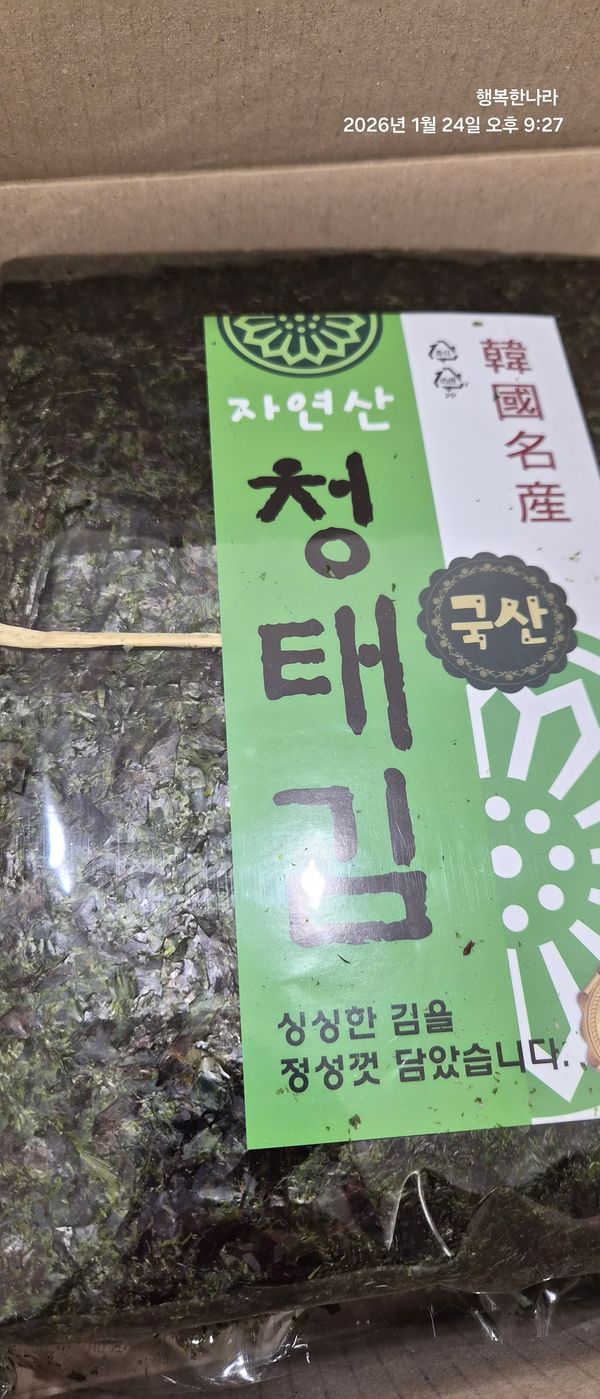 행복한나라
2026년 1월 24일 오후 9:27
韓國名産
자연산
청태김
국산
싱싱한 김을
정성껏 담았습니다.
PP